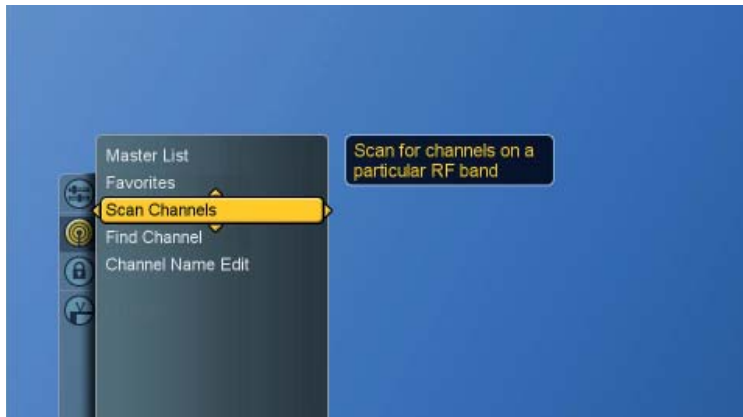 Master List
Favorites
Scan Channels
Find Channel
Channel Name Edit
Scan for channels on a
particular RF band